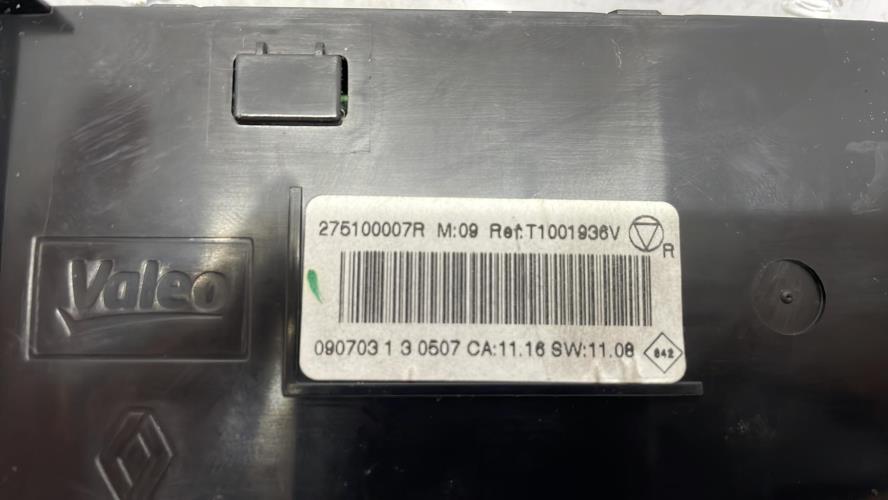 275100007R M:09 Ref:T1001936V
R
Valeo
090703 1 3 0507 CA:11.16 SW:11.08
842